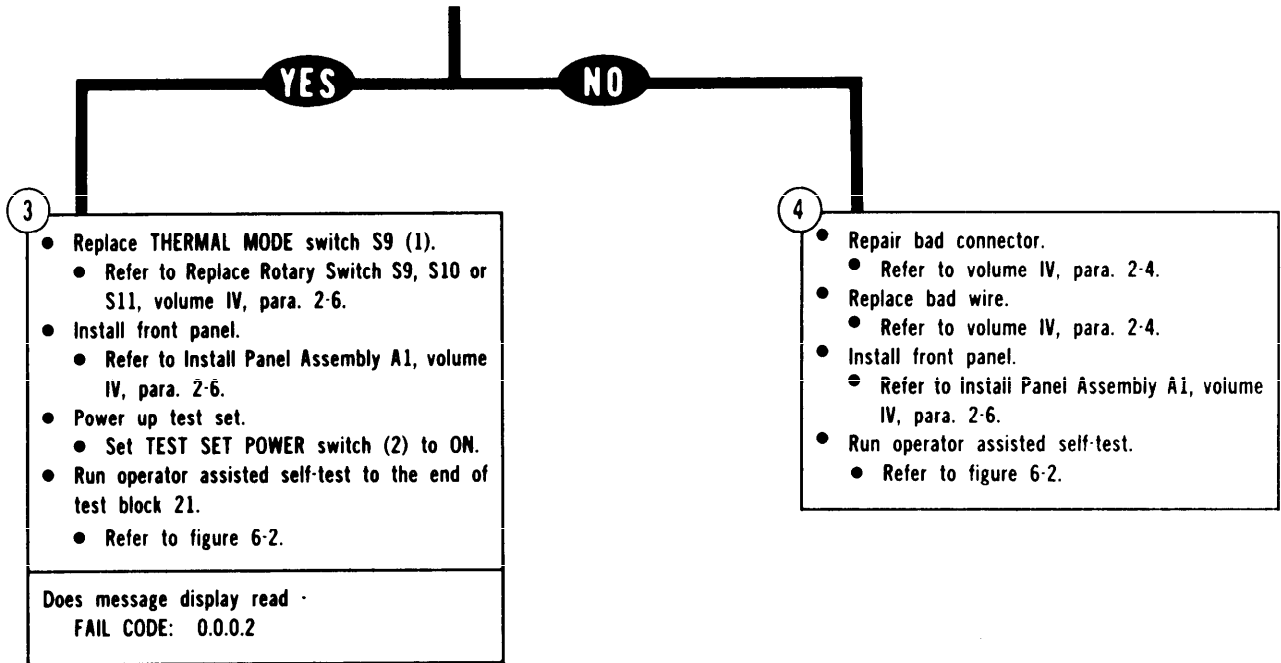 YES
NO
3
● Replace THERMAL MODE switch S9 (1).
● Refer to Replace Rotary Switch S9, S10 or
S11, volume IV, para. 2-6.
● Install front panel.
● Refer to Install Panel Assembly A1, volume
IV, para. 2-6.
● Power up test set.
● Set TEST SET POWER switch (2) to ON.
● Run operator assisted self-test to the end of
test block 21.
● Refer to figure 6-2.
Does message display read -
FAIL CODE: 0.0.0.2
4
● Repair bad connector.
● Refer to volume IV, para. 2-4.
● Replace bad wire.
● Refer to volume IV, para. 2-4.
● Install front panel.
● Refer to Install Panel Assembly A1, volume
IV, para. 2-6.
● Run operator assisted self-test.
● Refer to figure 6-2.